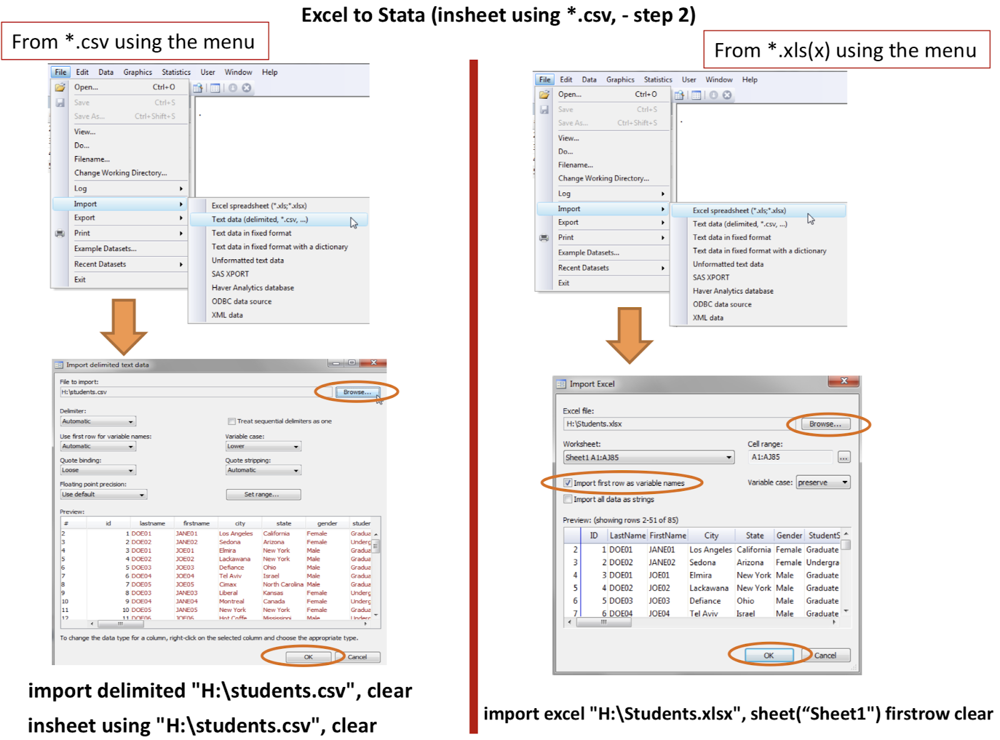 Excel to Stata (insheet using *.csv, - step 2)
From *.csv using the menu
File Edit Data Graphics Statistics User Window Help
Open... Ctrl+O
Save Ctrl+S
Save As... Ctrl+Shift+S
View...
Do...
Filename...
Change Working Directory...
Log
Import
Export
Print
Example Datasets...
Recent Datasets
Exit
Excel spreadsheet (*.xls;*.xlsx)
Text data (delimited, *.csv, ...)
Text data in fixed format
Text data in fixed format with a dictionary
Unformatted text data
SAS XPORT
Haver Analytics database
ODBC data source
XML data
Import delimited text data
File to import:
H:\students.csv Browse...
Delimiter:
Automatic Treat sequential delimiters as one
Use first row for variable names: Variable case:
Automatic Lower
Quote binding: Quote stripping:
Loose Automatic
Floating point precision:
Use default Set range...
Preview:
# id lastname firstname city state gender studer
2 1 DOE01 JANE01 Los Angeles California Female Gradua
3 2 DOE02 JANE02 Sedona Arizona Female Underg
4 3 DOE01 JOE01 Elmira New York Male Gradua
5 4 DOE02 JOE02 Lackawana New York Male Gradua
6 5 DOE03 JOE03 Defiance Ohio Male Gradua
7 6 DOE04 JOE04 Tel Aviv Israel Male Gradua
8 7 DOE05 JOE05 Cimax North Carolina Male Gradua
9 8 DOE03 JANE03 Liberal Kansas Female Underg
10 9 DOE04 JANE04 Montreal Canada Female Underg
11 10 DOE05 JANE05 New York New York Female Gradua
12 11 DOE06 JOE06 Hot Coffe Mississippi Male Underg
To change the data type for a column, right-click on the selected column and choose the appropriate type.
OK Cancel
import delimited "H:\students.csv", clear
insheet using "H:\students.csv", clear
From *.xls(x) using the menu
File Edit Data Graphics Statistics User Window Help
Open... Ctrl+O
Save Ctrl+S
Save As... Ctrl+Shift+S
View...
Do...
Filename...
Change Working Directory...
Log
Import
Export
Print
Example Datasets...
Recent Datasets
Exit
Excel spreadsheet (*.xls;*.xlsx)
Text data (delimited, *.csv, ...)
Text data in fixed format
Text data in fixed format with a dictionary
Unformatted text data
SAS XPORT
Haver Analytics database
ODBC data source
XML data
Import Excel
Excel file:
H:\Students.xlsx Browse...
Worksheet: Cell range:
Sheet1 A1:AJ85 A1:AJ85 ...
Import first row as variable names Variable case: preserve
Import all data as strings
Preview: (showing rows 2-51 of 85)
ID LastName FirstName City State Gender StudentS
2 1 DOE01 JANE01 Los Angeles California Female Graduate
3 2 DOE02 JANE02 Sedona Arizona Female Undergra
4 3 DOE01 JOE01 Elmira New York Male Graduate
5 4 DOE02 JOE02 Lackawana New York Male Graduate
6 5 DOE03 JOE03 Defiance Ohio Male Graduate
7 6 DOE04 JOE04 Tel Aviv Israel Male Graduate
OK Cancel
import excel "H:\Students.xlsx", sheet(“Sheet1") firstrow clear